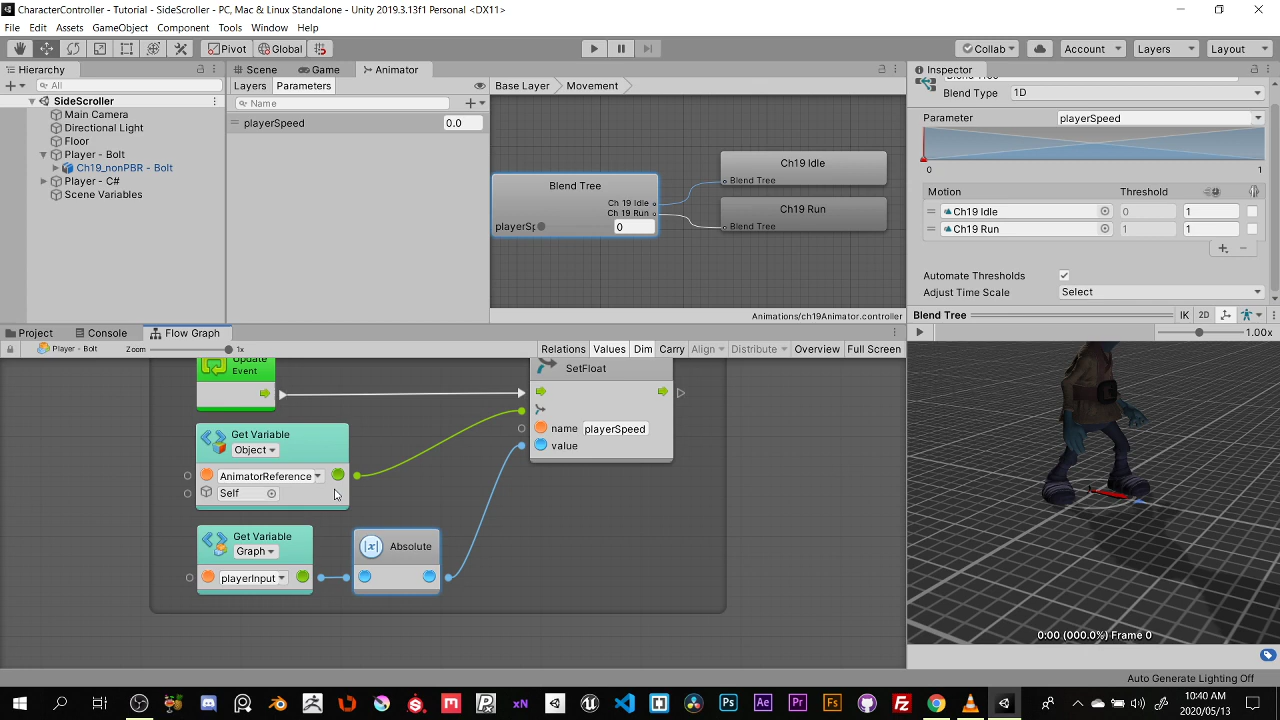 CharacterController - Tutorial - SideScroller - PC, Mac & Linux Standalone - Unity 2019.3.13f1 Personal <DX11>
File Edit Assets GameObject Component Tools Window Help
Pivot Global Collab Account Layers Layout
Hierarchy
All
SideScroller
Main Camera
Directional Light
Floor
Player - Bolt
Ch19_nonPBR - Bolt
Player - C#
Scene Variables
Scene Game Animator
Layers Parameters Base Layer Movement
Name
playerSpeed 0.0
Blend Tree
Ch 19 Idle
Ch 19 Run
playerSp 0
Ch19 Idle
Blend Tree
Ch19 Run
Blend Tree
Animations/ch19Animator.controller
Inspector
Blend Type 1D
Parameter playerSpeed
0 1
Motion Threshold
Ch19 Idle 0 1
Ch19 Run 1 1
+ −
Automate Thresholds
Adjust Time Scale Select
Blend Tree IK 2D
1.00x
0:00 (000.0%) Frame 0
Project Console Flow Graph
Player - Bolt Zoom 1x Relations Values Dim Carry Align Distribute Overview Full Screen
Update
Event
Get Variable
Object
AnimatorReference
Self
Get Variable
Graph
playerInput
|x| Absolute
SetFloat
name playerSpeed
value
Auto Generate Lighting Off
10:40 AM
2020/05/13